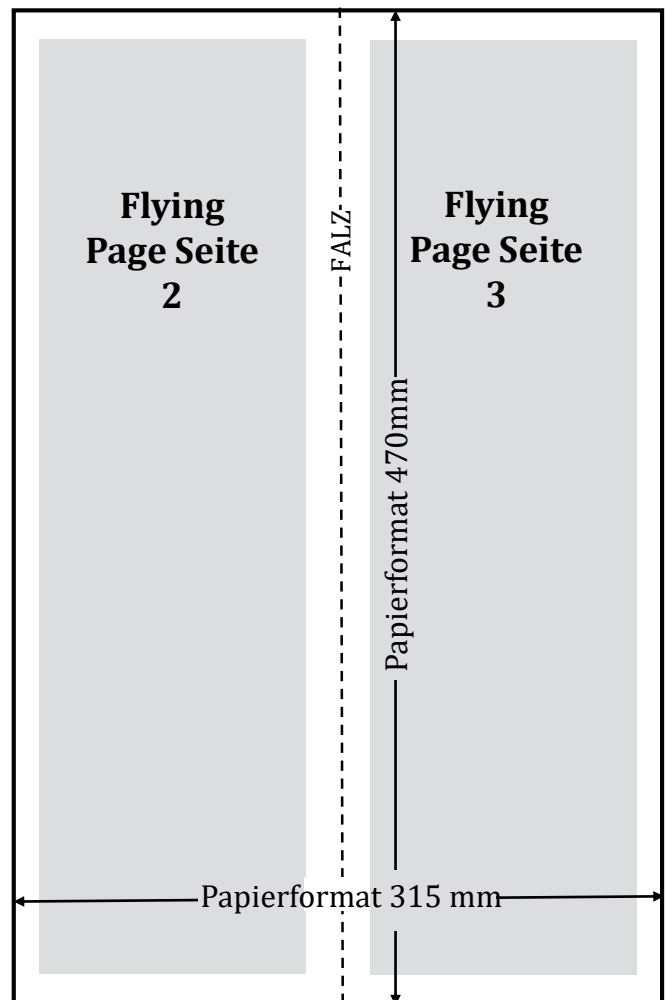 Flying
Page Seite
2
FALZ
Flying
Page Seite
3
Papierformat 470mm
Papierformat 315 mm